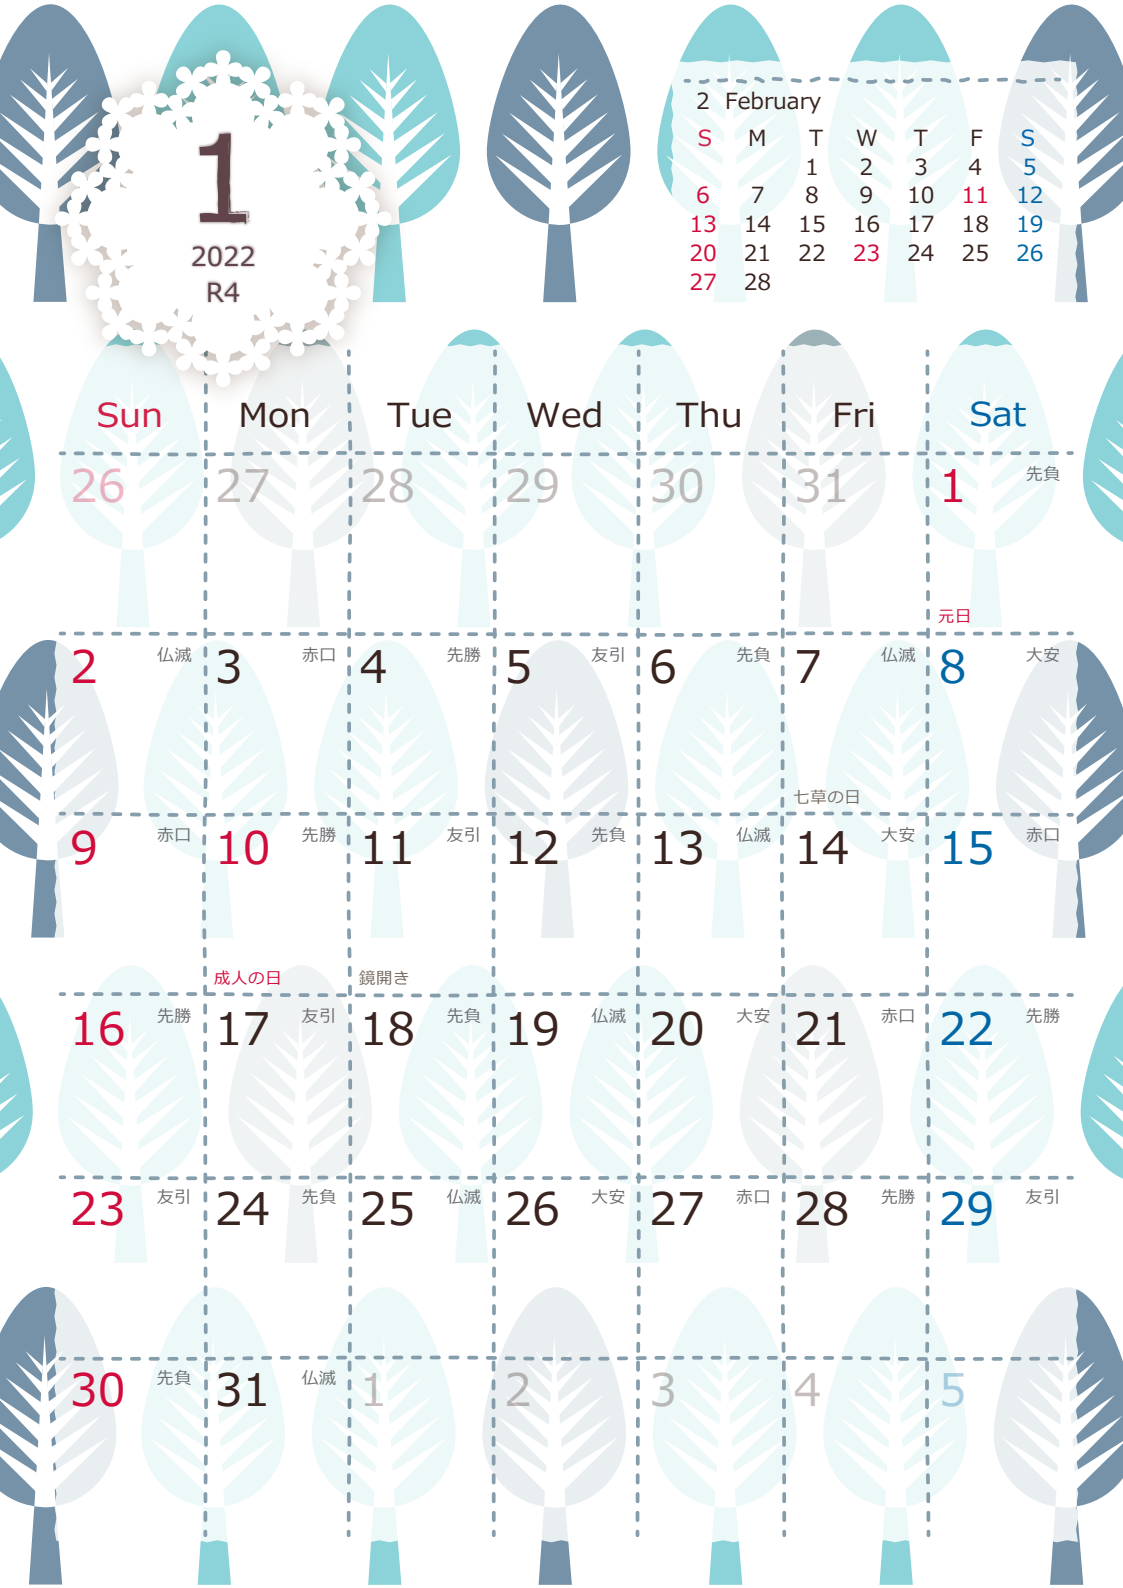 1
2022
R4
2 February
S M T W T F S
1 2 3 4 5
6 7 8 9 10 11 12
13 14 15 16 17 18 19
20 21 22 23 24 25 26
27 28
Sun Mon Tue Wed Thu Fri Sat
26 27 28 29 30 31 1 先負
元日
2 仏滅 3 赤口 4 先勝 5 友引 6 先負 7 仏滅 8 大安
七草の日
9 赤口 10 先勝 11 友引 12 先負 13 仏滅 14 大安 15 赤口
成人の日 鏡開き
16 先勝 17 友引 18 先負 19 仏滅 20 大安 21 赤口 22 先勝
23 友引 24 先負 25 仏滅 26 大安 27 赤口 28 先勝 29 友引
30 先負 31 仏滅 1 2 3 4 5